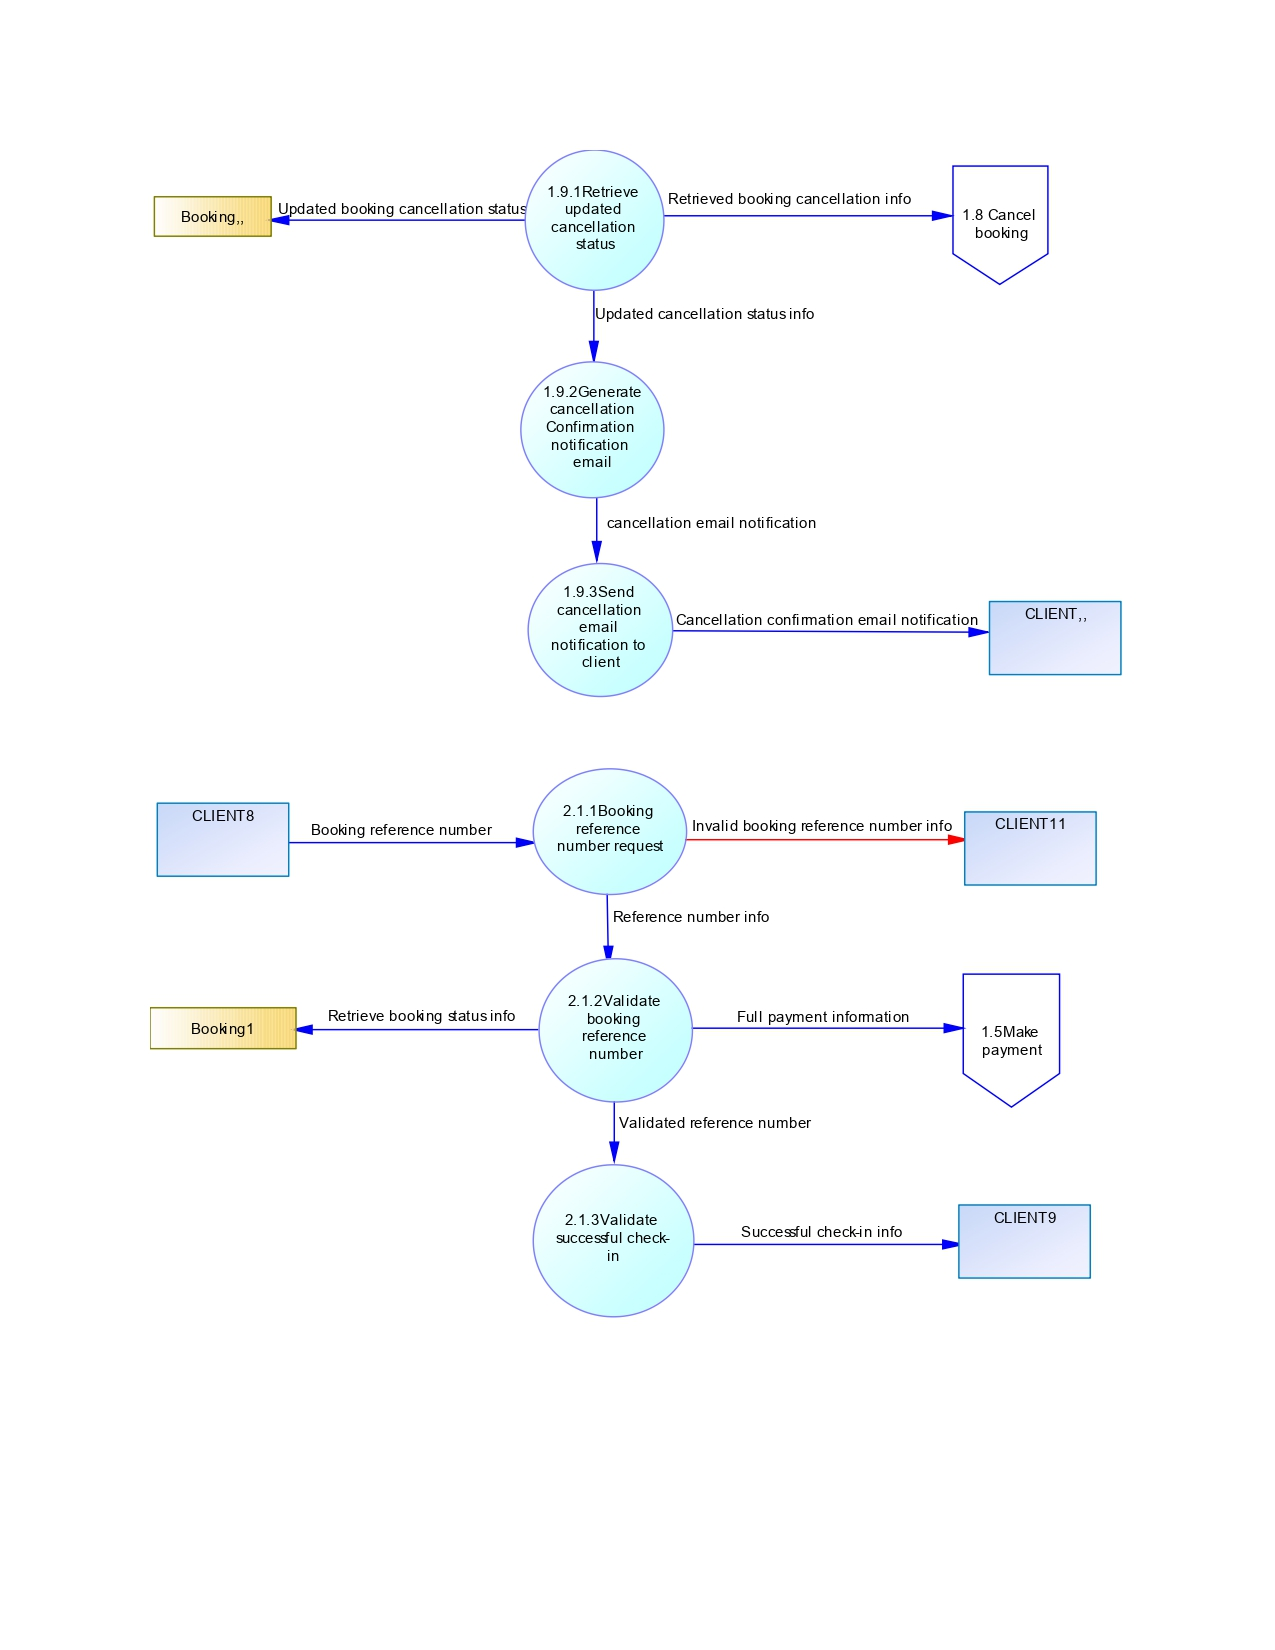 Booking,,
Updated booking cancellation status
1.9.1Retrieve
updated
cancellation
status
Retrieved booking cancellation info
1.8 Cancel
booking
Updated cancellation status info
1.9.2Generate
cancellation
Confirmation
notification
email
cancellation email notification
1.9.3Send
cancellation
email
notification to
client
Cancellation confirmation email notification
CLIENT,,
CLIENT8
Booking reference number
2.1.1Booking
reference
number request
Invalid booking reference number info
CLIENT11
Reference number info
Booking1
Retrieve booking status info
2.1.2Validate
booking
reference
number
Full payment information
1.5Make
payment
Validated reference number
2.1.3Validate
successful check-
in
Successful check-in info
CLIENT9